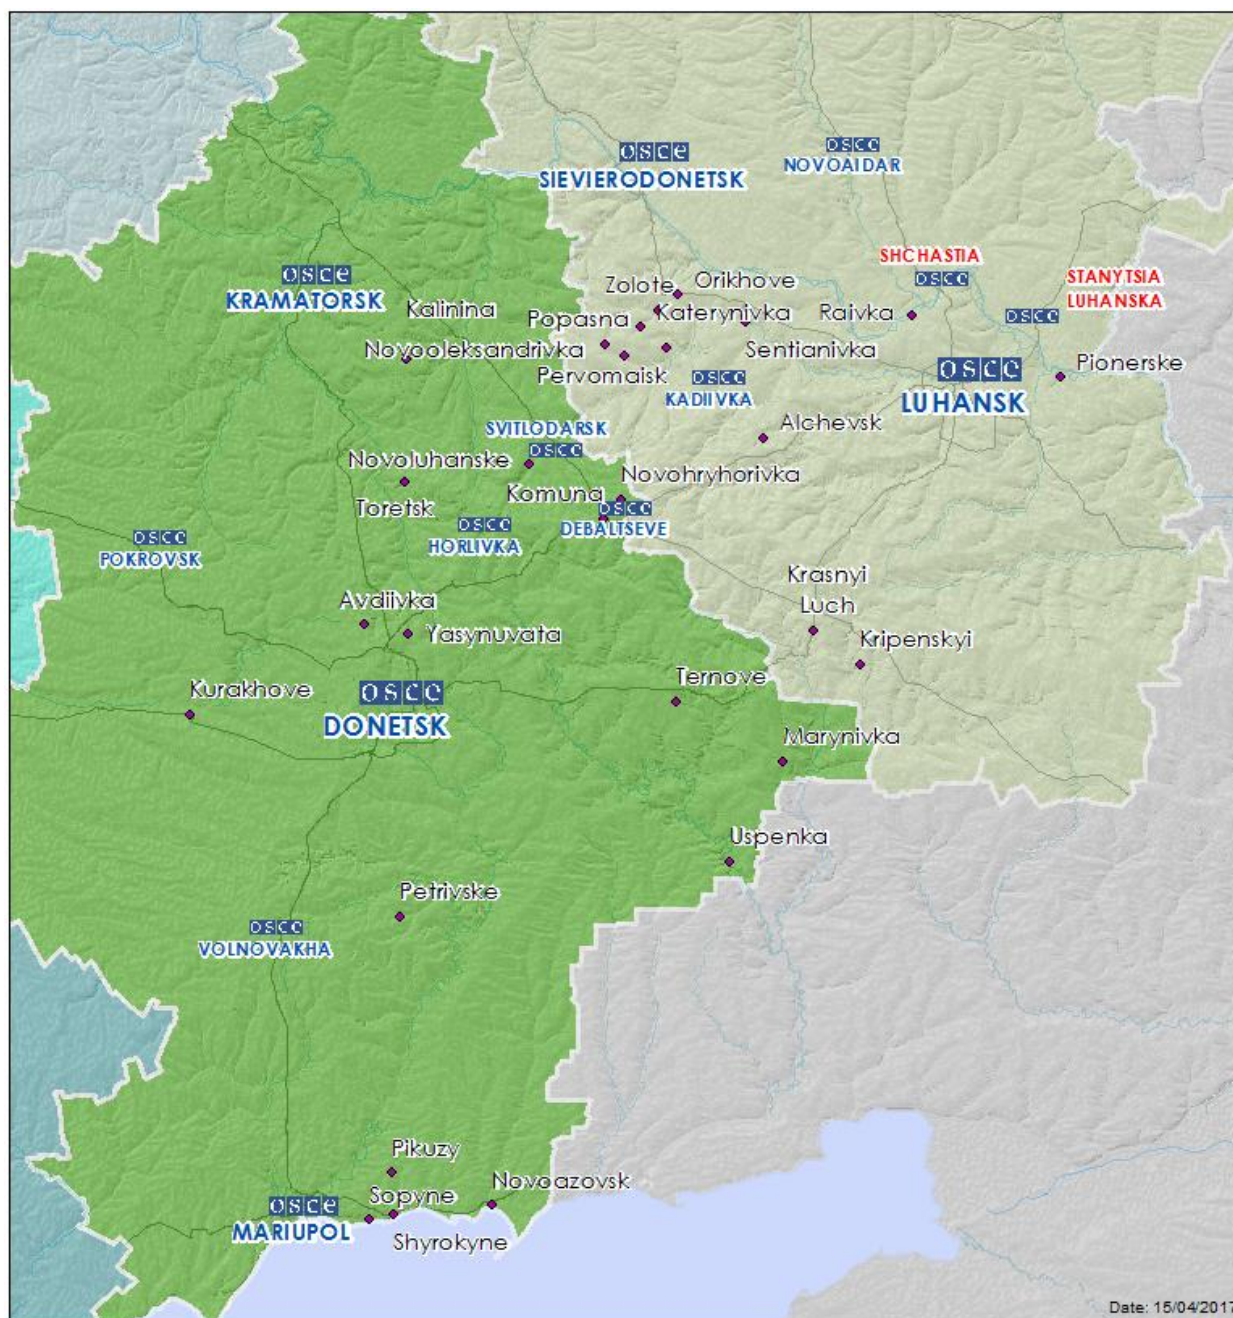 osce
SIEVIERODONETSK
osce
NOVOAIDAR
osce
KRAMATORSK
SHCHASTIA
osce
STANYTSIA
LUHANSKA
osce
Zolote
Orikhove
Kalinina
Popasna
Katerynivka
Raivka
Novooleksandrivka
Sentianivka
Pervomaisk
osce
KADIIVKA
osce
LUHANSK
Pionerske
Alchevsk
SVITLODARSK
osce
Novoluhanske
Novohryhorivka
Komuna
Toretsk
osce
HORLIVKA
osce
DEBALTSEVE
osce
POKROVSK
Krasnyi
Luch
Avdiivka
Yasynuvata
Kripenskyi
Kurakhove
osce
DONETSK
Ternove
Marynivka
Uspenka
Petrivske
osce
VOLNOVAKHA
Pikuzy
Novoazovsk
osce
MARIUPOL
Sopyne
Shyrokyne
Date: 15/04/2017